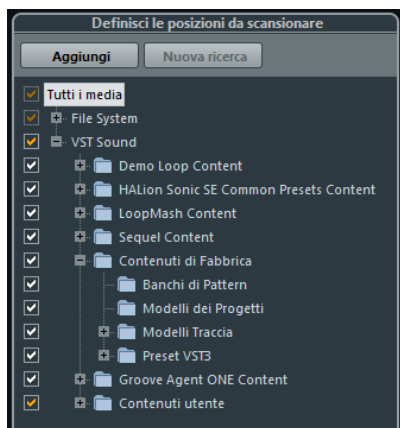 Definisci le posizioni da scansionare
Aggiungi Nuova ricerca
Tutti i media
File System
VST Sound
Demo Loop Content
HALion Sonic SE Common Presets Content
LoopMash Content
Sequel Content
Contenuti di Fabbrica
Banchi di Pattern
Modelli dei Progetti
Modelli Traccia
Preset VST3
Groove Agent ONE Content
Contenuti utente